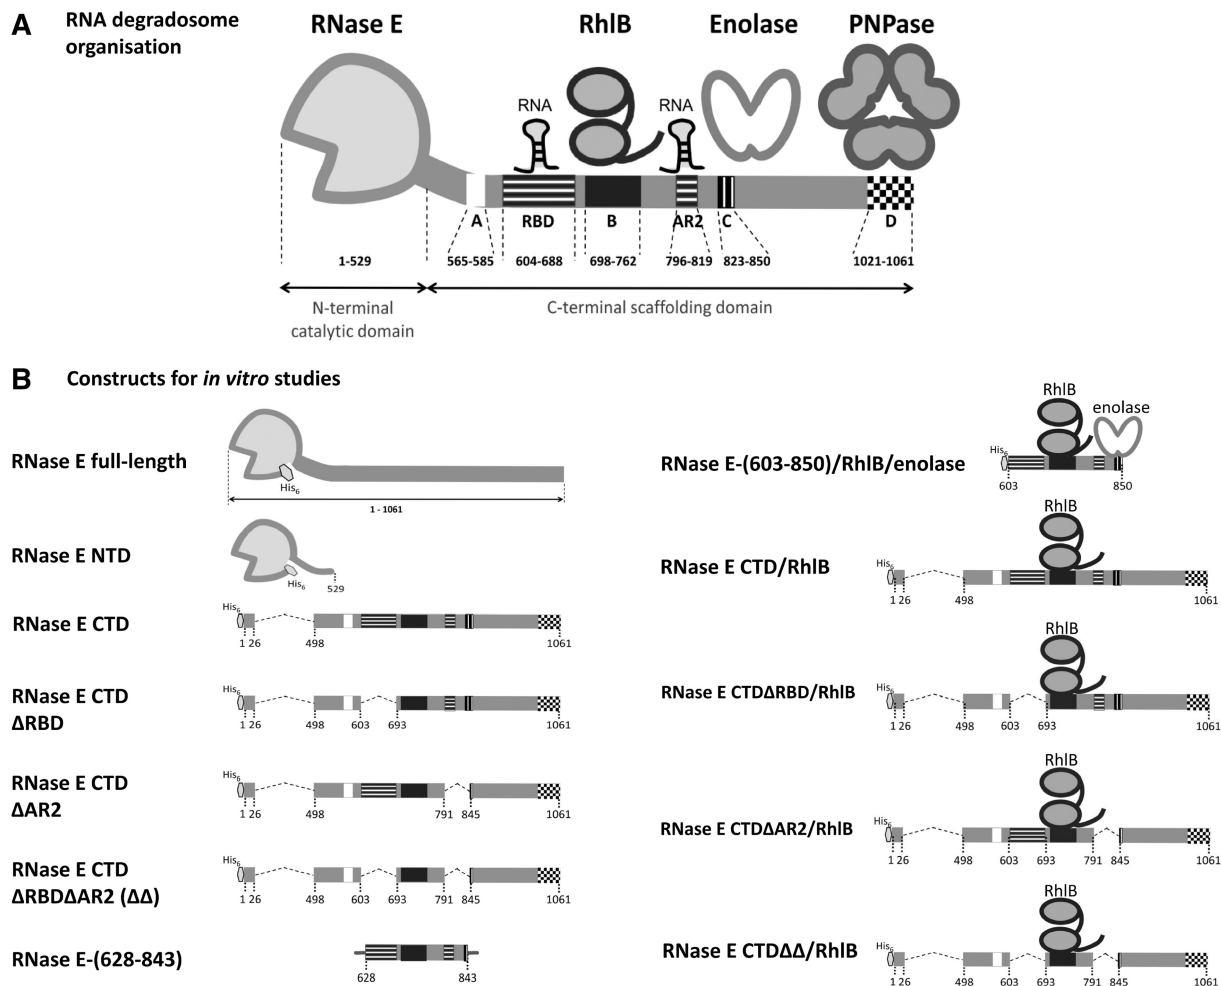 A
RNA degradosome
organisation
RNase E
RhlB
Enolase
PNPase
RNA
RNA
A
RBD
B
AR2
C
D
1-529
565-585
604-688
698-762
796-819
823-850
1021-1061
N-terminal
catalytic domain
C-terminal scaffolding domain
B
Constructs for in vitro studies
RNase E full-length
His6
1 - 1061
RNase E NTD
His6
529
RNase E CTD
His6
1 26
498
1061
RNase E CTD
ΔRBD
His6
1 26
498
603
693
1061
RNase E CTD
ΔAR2
His6
1 26
498
791
845
1061
RNase E CTD
ΔRBDΔAR2 (ΔΔ)
His6
1 26
498
603
693
791
845
1061
RNase E-(628-843)
628
843
RNase E-(603-850)/RhlB/enolase
RhlB
enolase
His6
603
850
RNase E CTD/RhlB
RhlB
His6
1 26
498
1061
RNase E CTDΔRBD/RhlB
RhlB
His6
1 26
498
603
693
1061
RNase E CTDΔAR2/RhlB
RhlB
His6
1 26
498
603
693
791
845
1061
RNase E CTDΔΔ/RhlB
RhlB
His6
1 26
498
603
693
791
845
1061